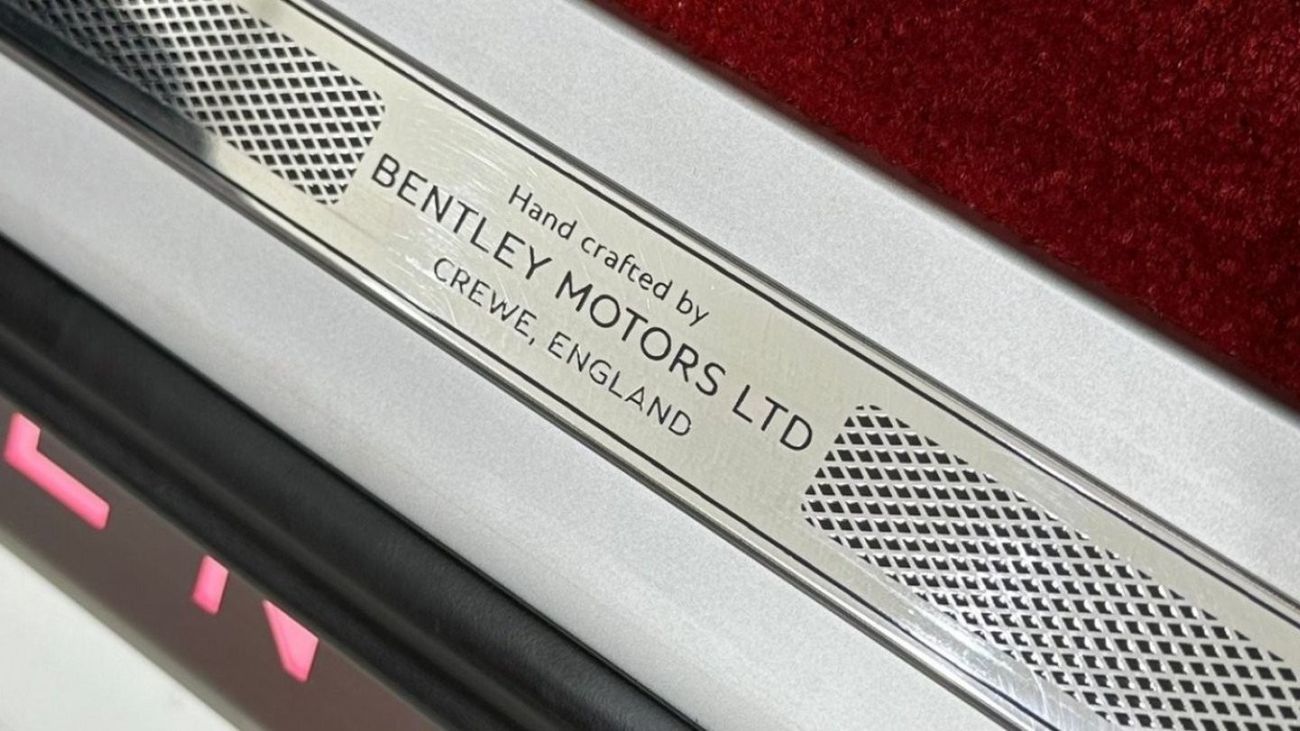 Hand crafted by
BENTLEY MOTORS LTD
CREWE, ENGLAND